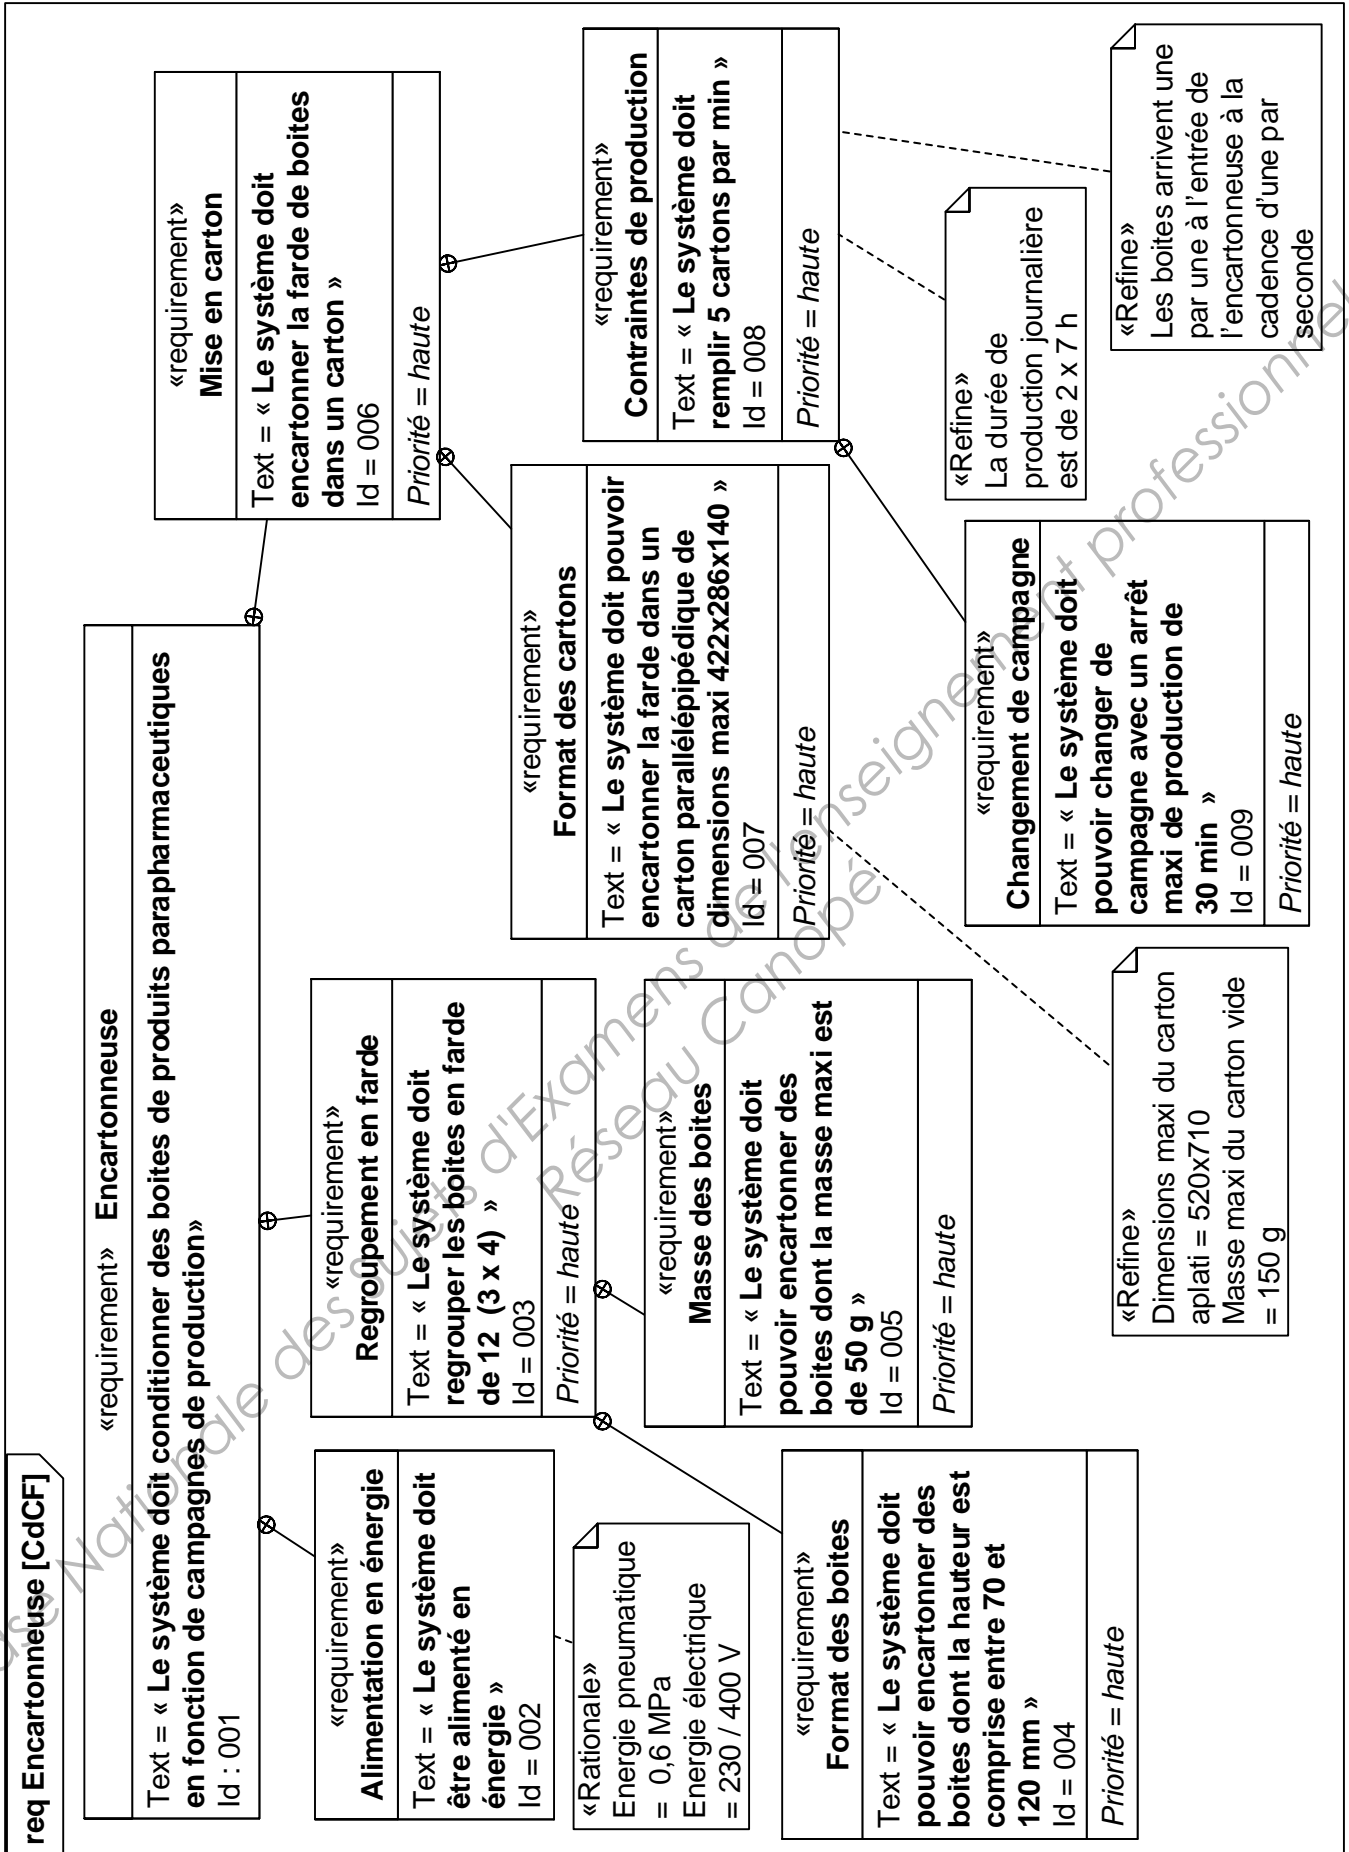 req Encartonneuse [CdCF]
«requirement» Encartonneuse
Text = « Le système doit conditionner des boites de produits parapharmaceutiques
en fonction de campagnes de production»
Id : 001
«requirement»
Alimentation en énergie
Text = « Le système doit
être alimenté en
énergie »
Id = 002
«Rationale»
Energie pneumatique
= 0,6 MPa
Energie électrique
= 230 / 400 V
«requirement»
Regroupement en farde
Text = « Le système doit
regrouper les boites en farde
de 12 (3 x 4) »
Id = 003
Priorité = haute
«requirement»
Format des boites
Text = « Le système doit
pouvoir encartonner des
boites dont la hauteur est
comprise entre 70 et
120 mm »
Id = 004
Priorité = haute
«requirement»
Masse des boites
Text = « Le système doit
pouvoir encartonner des
boites dont la masse maxi est
de 50 g »
Id = 005
Priorité = haute
«requirement»
Mise en carton
Text = « Le système doit
encartonner la farde de boites
dans un carton »
Id = 006
Priorité = haute
«requirement»
Format des cartons
Text = « Le système doit pouvoir
encartonner la farde dans un
carton parallélépipédique de
dimensions maxi 422x286x140 »
Id = 007
Priorité = haute
«Refine»
Dimensions maxi du carton
aplati = 520x710
Masse maxi du carton vide
= 150 g
«requirement»
Contraintes de production
Text = « Le système doit
remplir 5 cartons par min »
Id = 008
Priorité = haute
«Refine»
La durée de
production journalière
est de 2 x 7 h
«Refine»
Les boites arrivent une
par une à l'entrée de
l'encartonneuse à la
cadence d'une par
seconde
«requirement»
Changement de campagne
Text = « Le système doit
pouvoir changer de
campagne avec un arrêt
maxi de production de
30 min »
Id = 009
Priorité = haute
Nationale des sujets d'Examens de l'enseignement professionnel
Réseau Canopé